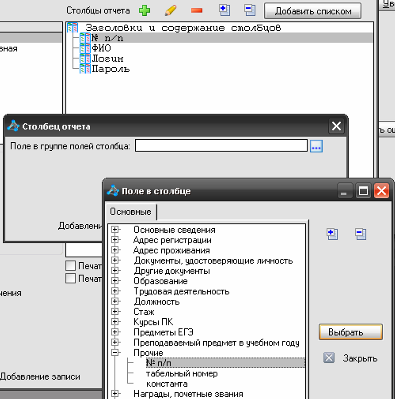 Столбцы отчета
Добавить списком
Заголовки и содержание столбцов
№ п/п
ФИО
Логин
Пароль
вная
Столбец отчета
Поле в группе полей столбца:
...
Добавлени
Печат
Печат
чения
Добавление записи
Поле в столбце
Основные
Основные сведения
Адрес регистрации
Адрес проживания
Документы, удостоверяющие личность
Другие документы
Образование
Трудовая деятельность
Должность
Стаж
Курсы ПК
Предметы ЕГЭ
Преподаваемый предмет в учебном году
Прочие
№ п/п
табельный номер
константа
Награды, почетные звания
Выбрать
Закрыть